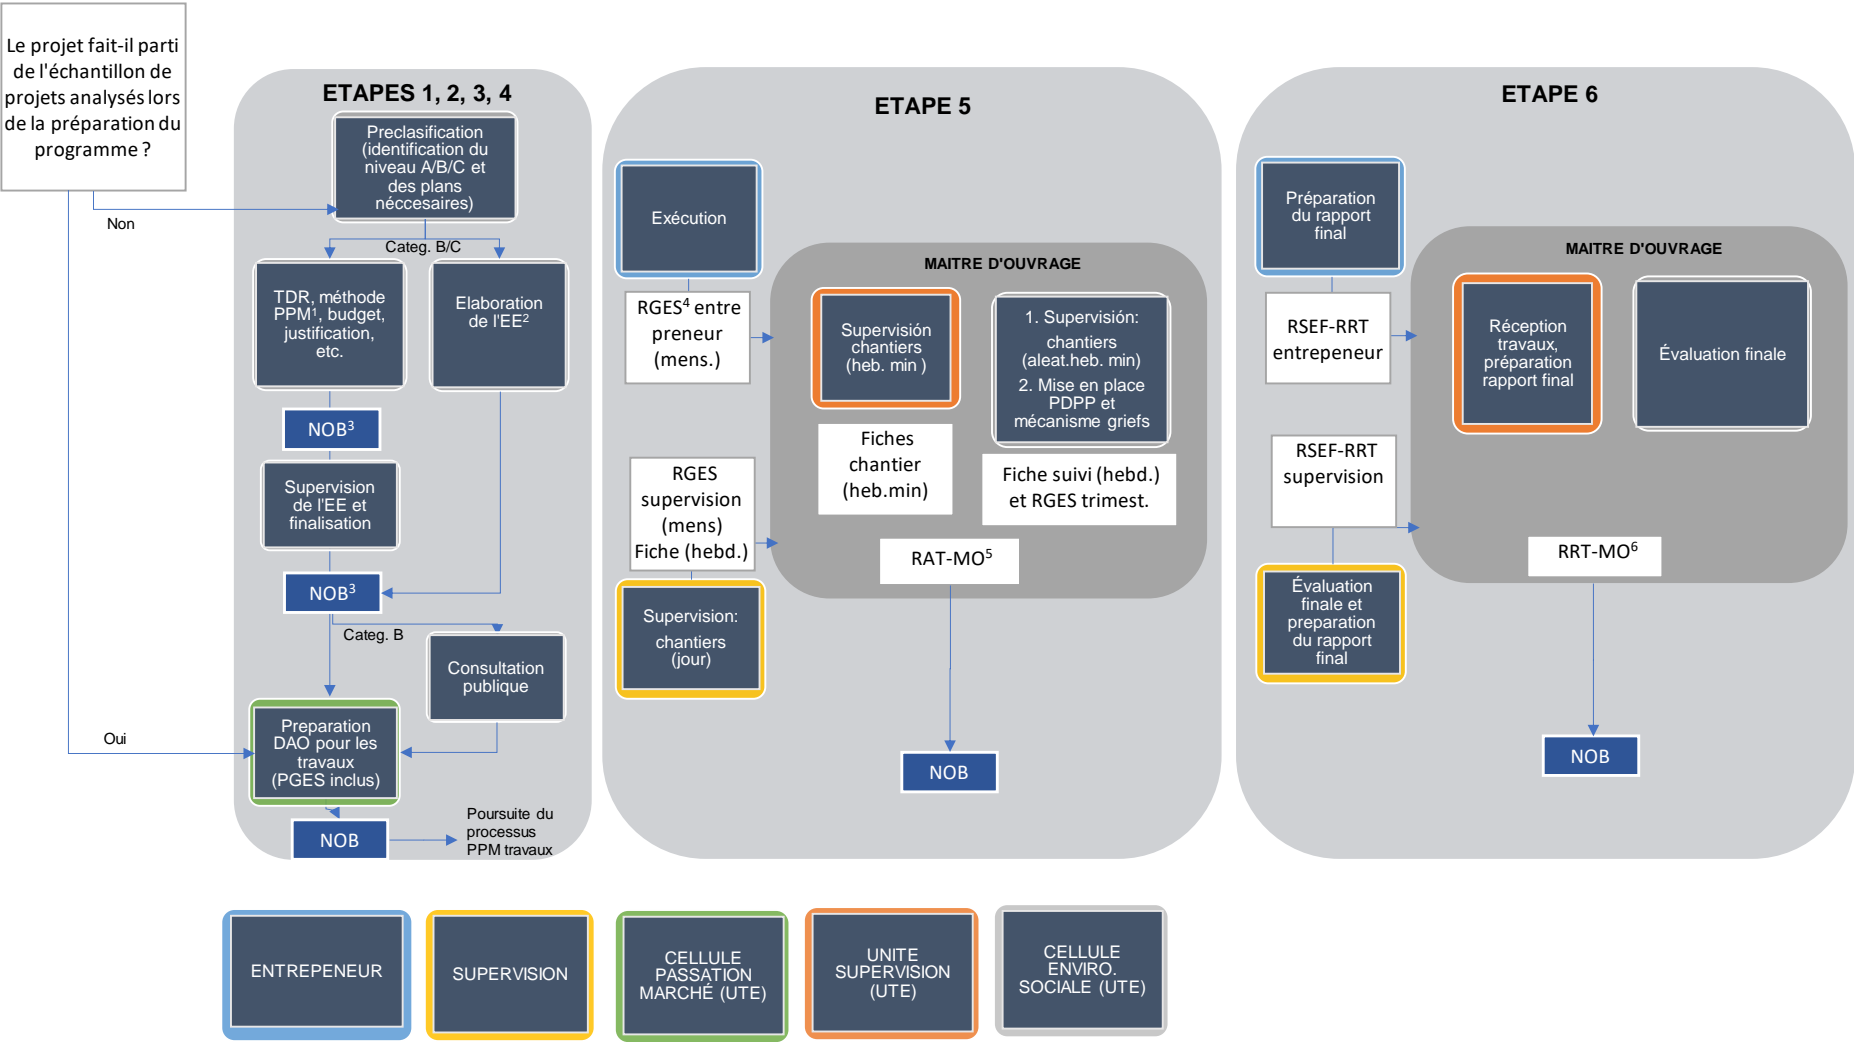 Le projet fait-il parti
de l'échantillon de
projets analysés lors
de la préparation du
programme ?
Non
Oui
ETAPES 1, 2, 3, 4
Preclasification
(identification du
niveau A/B/C et
des plans
néccesaires)
Categ. B/C
TDR, méthode
PPM¹, budget,
justification,
etc.
Elaboration
de l'EE²
NOB³
Supervision
de l'EE et
finalisation
NOB³
Categ. B
Consultation
publique
Preparation
DAO pour les
travaux
(PGES inclus)
NOB
Poursuite du
processus
PPM travaux
ETAPE 5
Exécution
RGES⁴ entre
preneur
(mens.)
RGES
supervision
(mens)
Fiche (hebd.)
Supervision:
chantiers
(jour)
MAITRE D'OUVRAGE
Supervisión
chantiers
(heb. min )
1. Supervisión:
chantiers
(aleat.heb. min)
2. Mise en place
PDPP et
mécanisme griefs
Fiches
chantier
(heb.min)
Fiche suivi (hebd.)
et RGES trimest.
RAT-MO⁵
NOB
ETAPE 6
Préparation
du rapport
final
RSEF-RRT
entrepeneur
RSEF-RRT
supervision
Évaluation
finale et
preparation
du rapport
final
MAITRE D'OUVRAGE
Réception
travaux,
préparation
rapport final
Évaluation finale
RRT-MO⁶
NOB
ENTREPENEUR
SUPERVISION
CELLULE
PASSATION
MARCHÉ (UTE)
UNITE
SUPERVISION
(UTE)
CELLULE
ENVIRO.
SOCIALE (UTE)